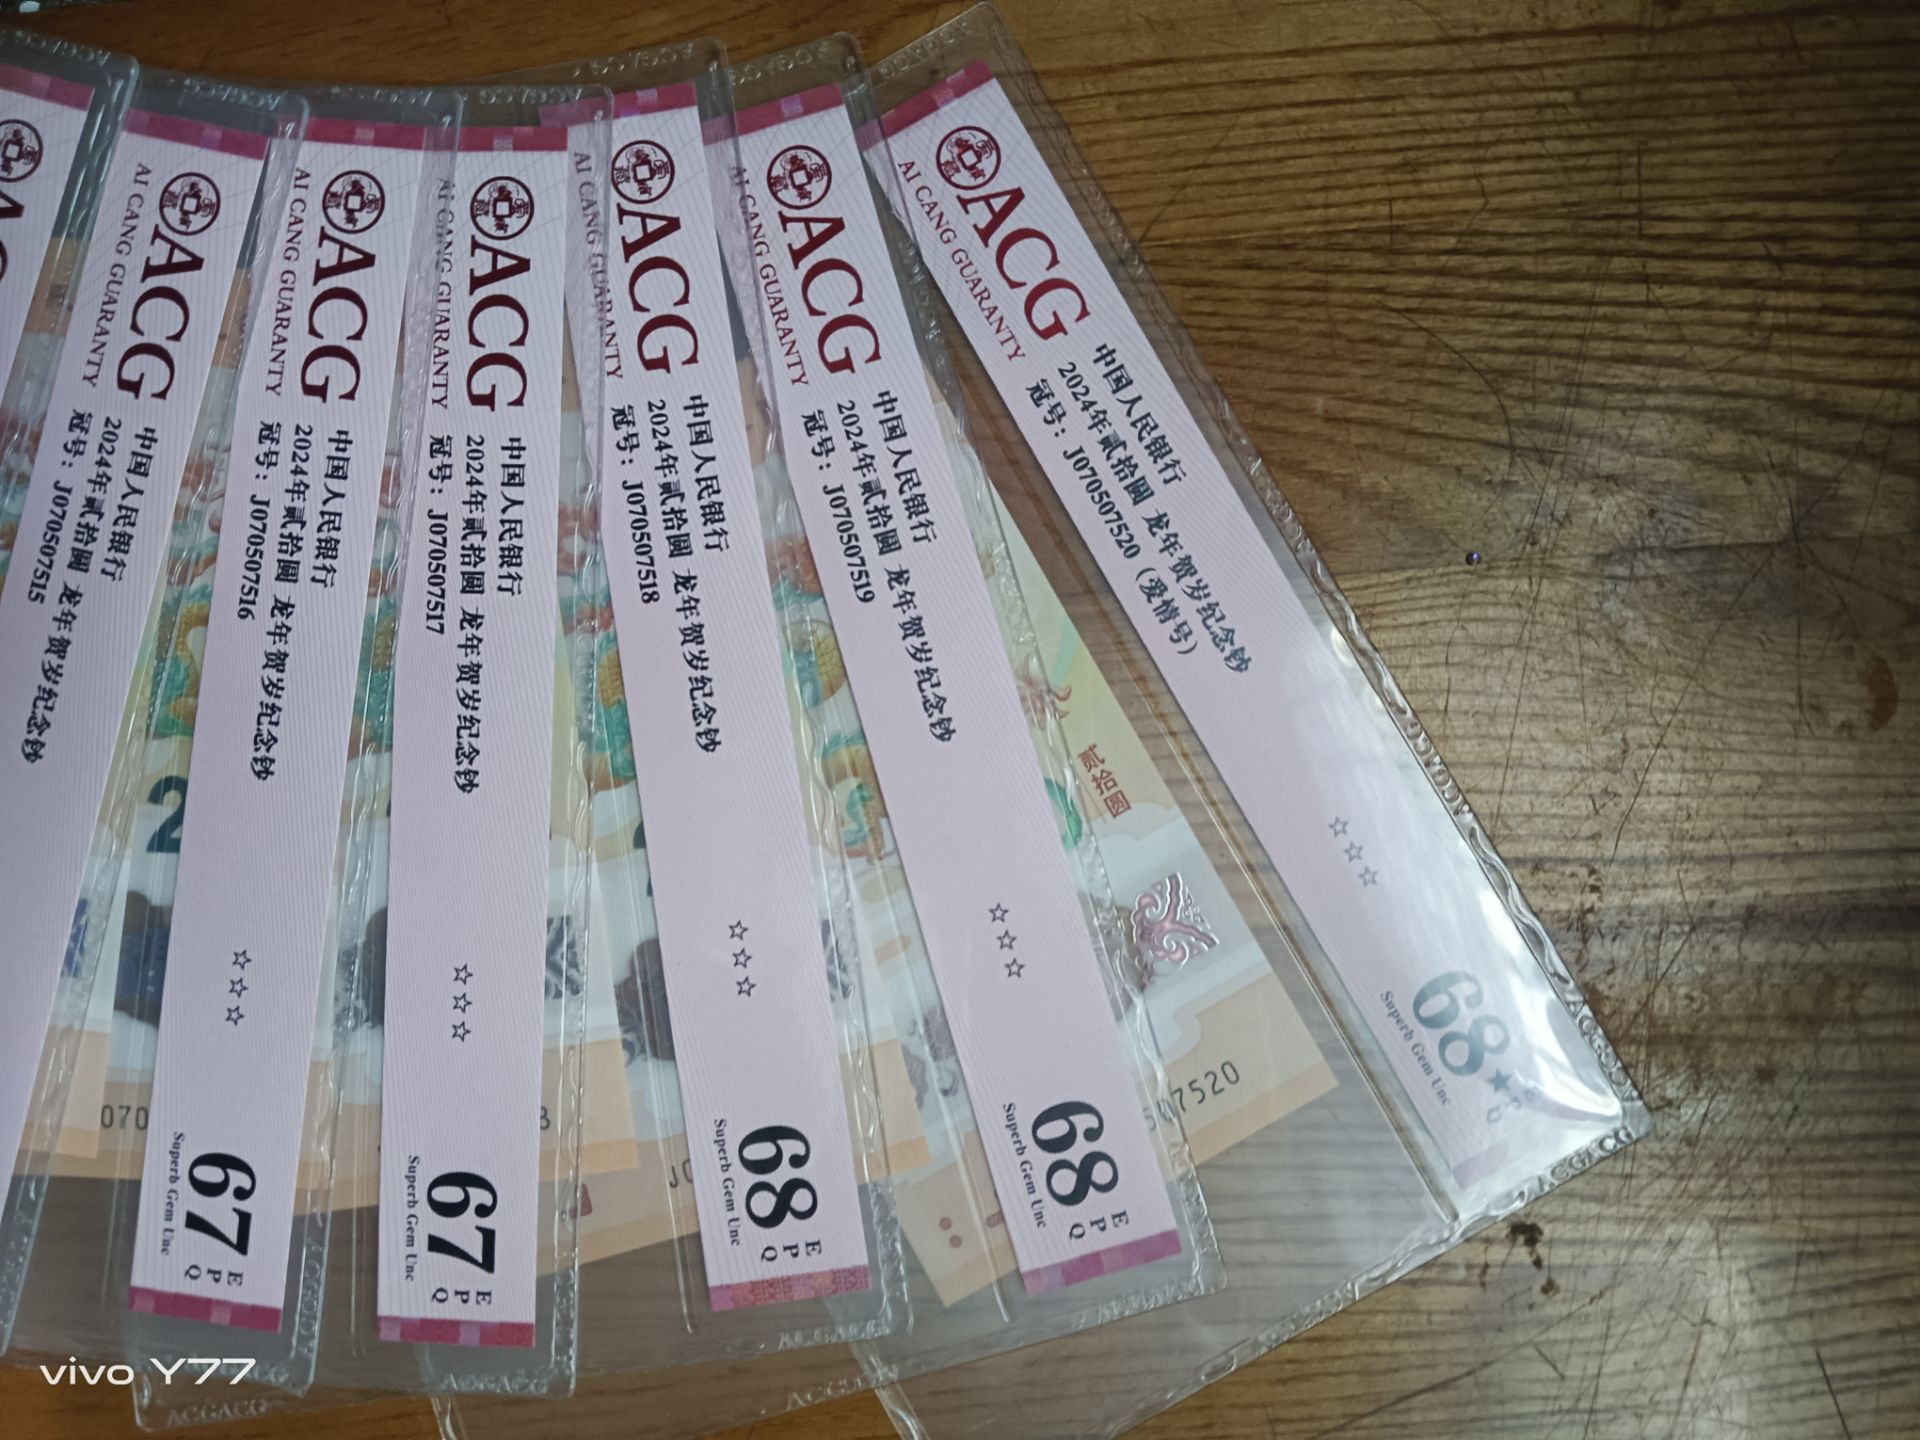 ACG
AI CANG GUARANTY
中国人民银行
2024年贰拾圆 龙年贺岁纪念钞
冠号：J070507515
☆☆☆
67 EPQ
Superb Gem Unc
ACG
AI CANG GUARANTY
中国人民银行
2024年贰拾圆 龙年贺岁纪念钞
冠号：J070507516
☆☆☆
67 EPQ
Superb Gem Unc
ACG
AI CANG GUARANTY
中国人民银行
2024年贰拾圆 龙年贺岁纪念钞
冠号：J070507517
ACG
AI CANG GUARANTY
中国人民银行
2024年贰拾圆 龙年贺岁纪念钞
冠号：J070507518
☆☆☆
68 EPQ
Superb Gem Unc
ACG
AI CANG GUARANTY
中国人民银行
2024年贰拾圆 龙年贺岁纪念钞
冠号：J070507519
☆☆☆
68 EPQ
Superb Gem Unc
ACG
AI CANG GUARANTY
中国人民银行
2024年贰拾圆 龙年贺岁纪念钞
冠号：J070507520（爱情号）
☆☆☆
68★
Superb Gem Unc
贰拾圆
07520
070
vivo Y77